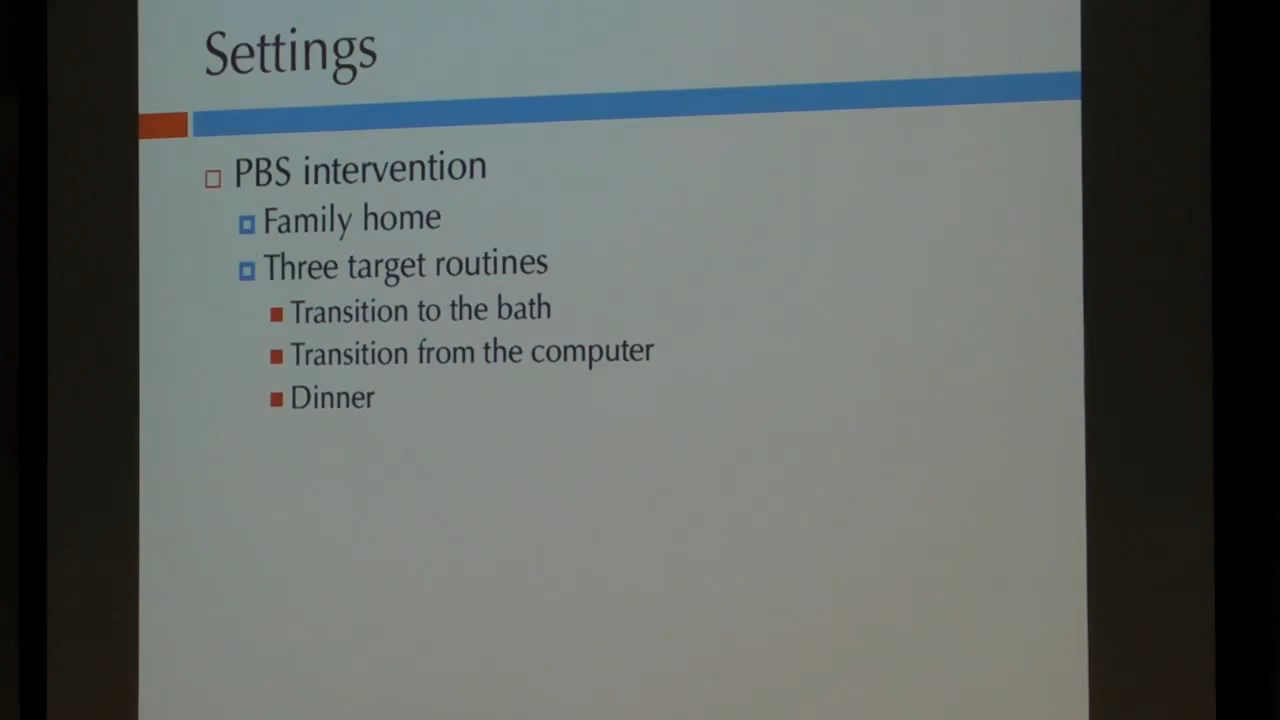 Settings
PBS intervention
Family home
Three target routines
Transition to the bath
Transition from the computer
Dinner